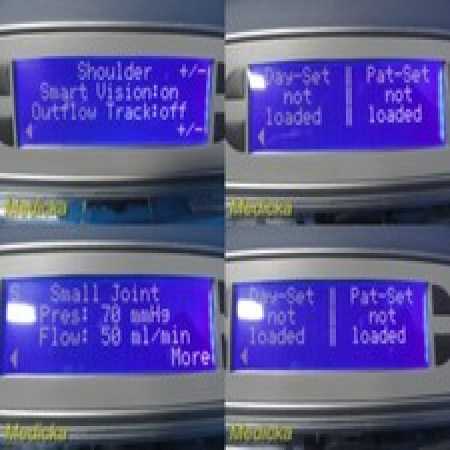 Shoulder +/-
Smart Vision:on
Outflow Track:off
+/-
Medicka
Day-Set Pat-Set
not not
loaded loaded
Medicka
S Small Joint
Pres: 70 mmHg
Flow: 50 ml/min
More
Medicka
Day-Set Pat-Set
not not
loaded loaded
Medicka